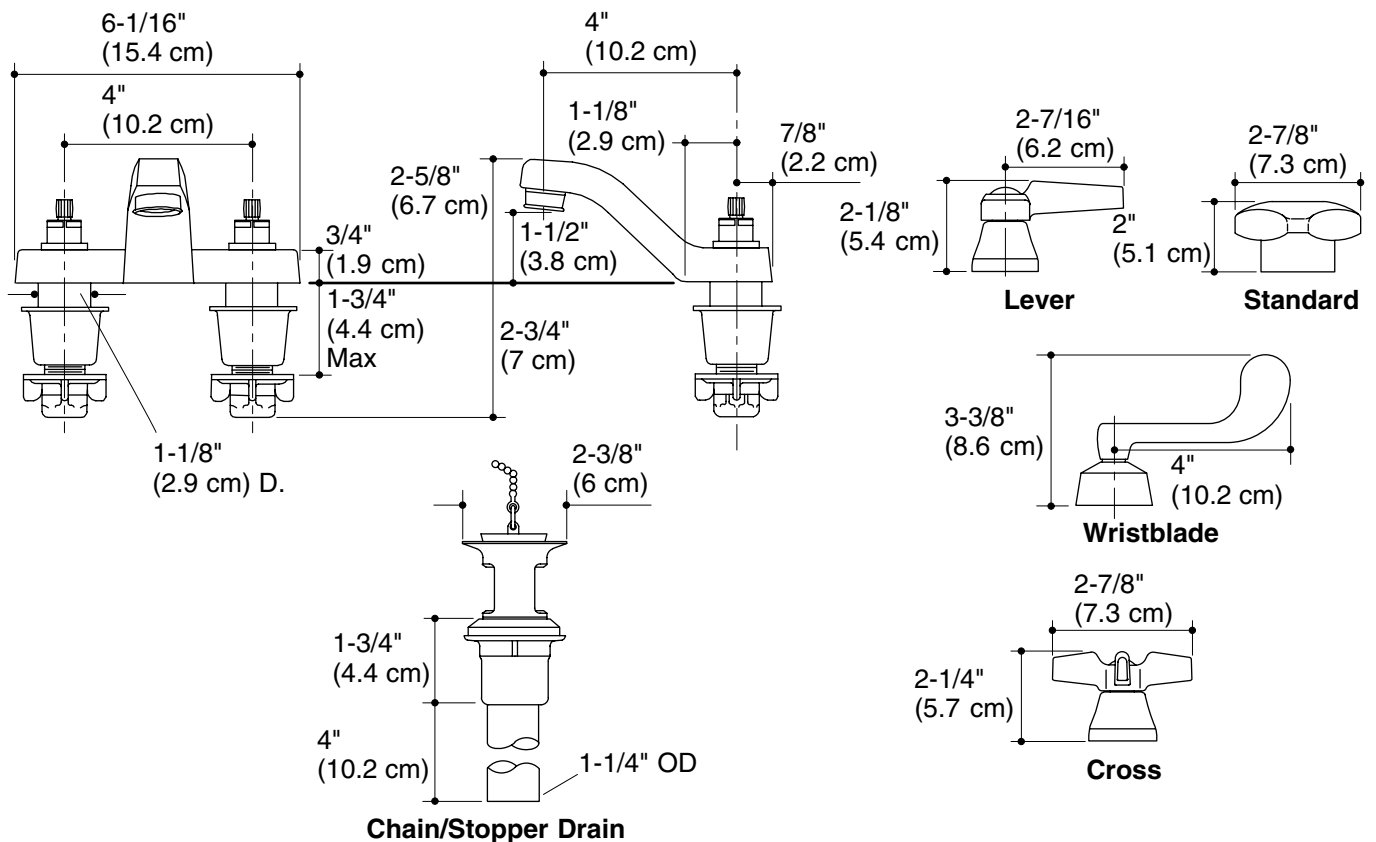 6-1/16"
(15.4 cm)
4"
(10.2 cm)
3/4"
(1.9 cm)
1-3/4"
(4.4 cm)
Max
1-1/8"
(2.9 cm) D.
4"
(10.2 cm)
1-1/8"
(2.9 cm)
7/8"
(2.2 cm)
2-5/8"
(6.7 cm)
1-1/2"
(3.8 cm)
2-3/4"
(7 cm)
2-7/16"
(6.2 cm)
2-1/8"
(5.4 cm)
Lever
2-7/8"
(7.3 cm)
2"
(5.1 cm)
Standard
3-3/8"
(8.6 cm)
4"
(10.2 cm)
Wristblade
2-7/8"
(7.3 cm)
2-1/4"
(5.7 cm)
Cross
2-3/8"
(6 cm)
1-3/4"
(4.4 cm)
4"
(10.2 cm)
1-1/4" OD
Chain/Stopper Drain